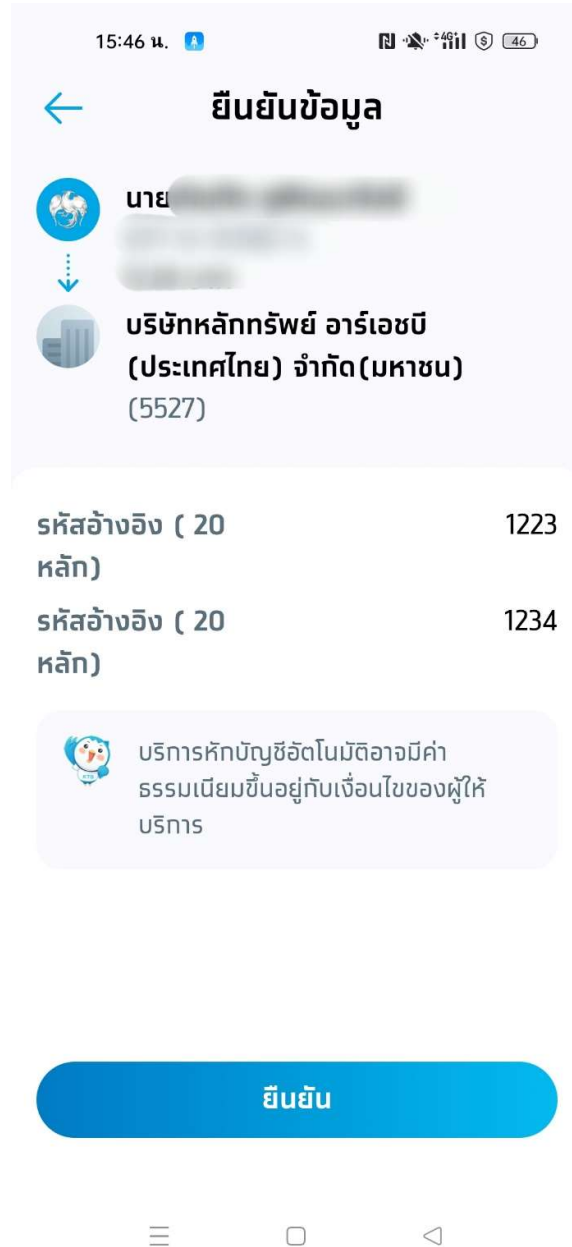 15:46 น.
46
ยืนยันข้อมูล
นาย
บริษัทหลักทรัพย์ อาร์เอชบี
(ประเทศไทย) จำกัด(มหาชน)
(5527)
รหัสอ้างอิง ( 20
หลัก)
1223
รหัสอ้างอิง ( 20
หลัก)
1234
บริการหักบัญชีอัตโนมัติอาจมีค่า
ธรรมเนียมขึ้นอยู่กับเงื่อนไขของผู้ให้
บริการ
ยืนยัน